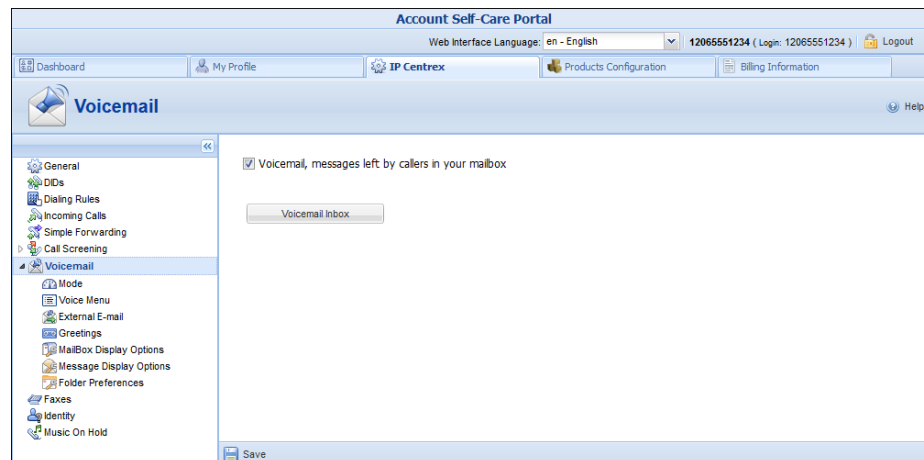 Account Self-Care Portal
Web Interface Language: en - English 12065551234 ( Login: 12065551234 ) Logout
Dashboard My Profile IP Centrex Products Configuration Billing Information
Voicemail Help
General
DIDs
Dialing Rules
Incoming Calls
Simple Forwarding
Call Screening
Voicemail
Mode
Voice Menu
External E-mail
Greetings
MailBox Display Options
Message Display Options
Folder Preferences
Faxes
Identity
Music On Hold
Voicemail, messages left by callers in your mailbox
Voicemail Inbox
Save